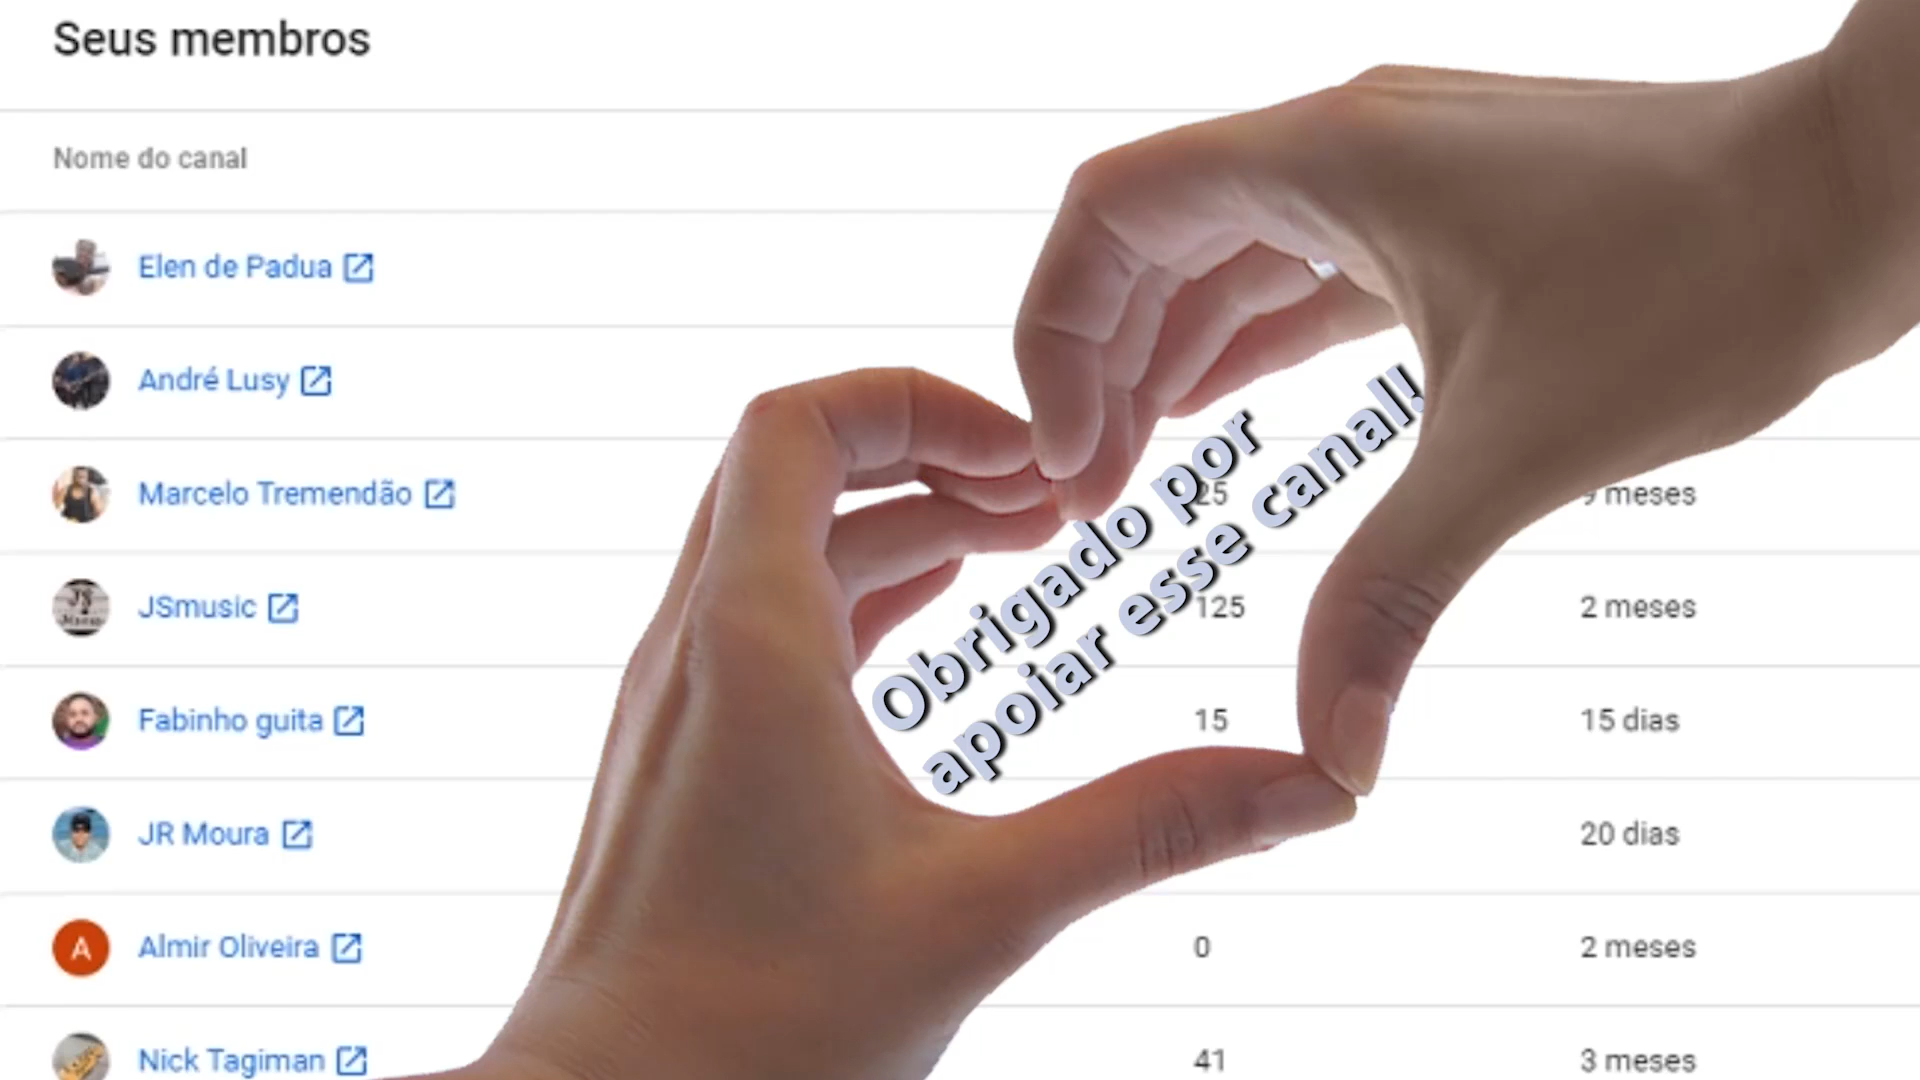 Seus membros
Nome do canal
Elen de Padua
André Lusy
Marcelo Tremendão 25 9 meses
JSmusic 125 2 meses
Fabinho guita 15 15 dias
JR Moura 20 dias
A Almir Oliveira 0 2 meses
Nick Tagiman 41 3 meses
Obrigado por
apoiar esse canal!